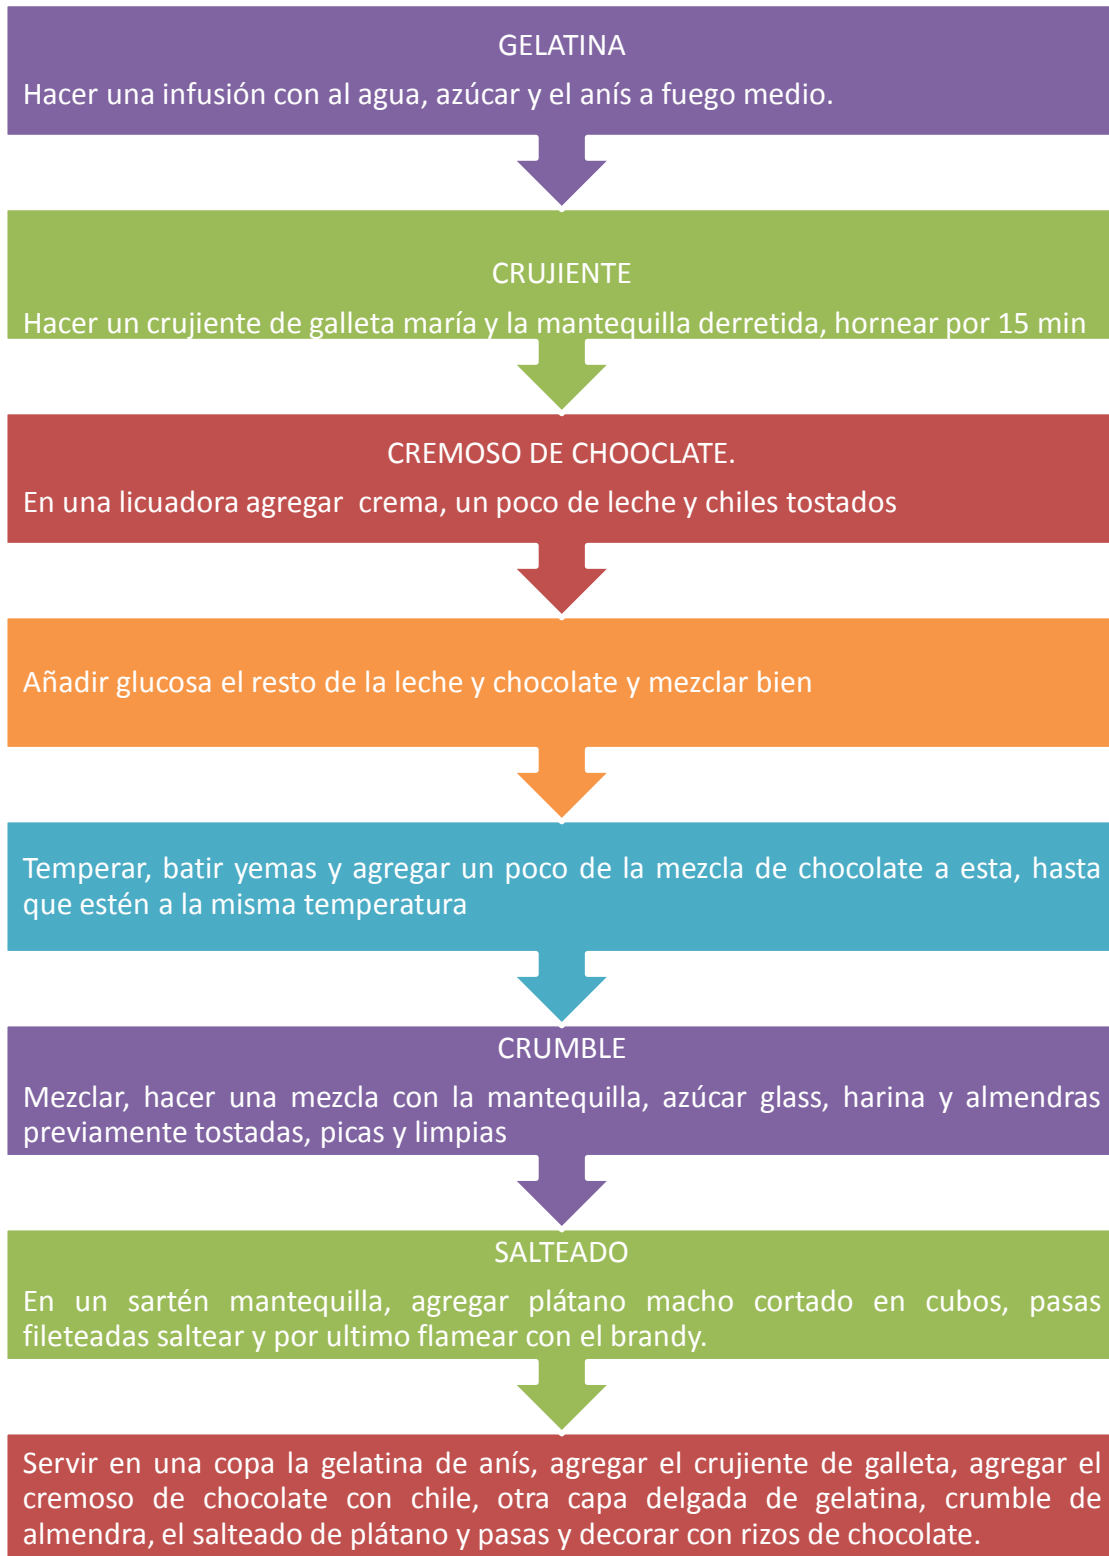 GELATINA
Hacer una infusión con al agua, azúcar y el anís a fuego medio.
CRUJIENTE
Hacer un crujiente de galleta maría y la mantequilla derretida, hornear por 15 min
CREMOSO DE CHOOCLATE.
En una licuadora agregar crema, un poco de leche y chiles tostados
Añadir glucosa el resto de la leche y chocolate y mezclar bien
Temperar, batir yemas y agregar un poco de la mezcla de chocolate a esta, hasta
que estén a la misma temperatura
CRUMBLE
Mezclar, hacer una mezcla con la mantequilla, azúcar glass, harina y almendras
previamente tostadas, picas y limpias
SALTEADO
En un sartén mantequilla, agregar plátano macho cortado en cubos, pasas
fileteadas saltear y por ultimo flamear con el brandy.
Servir en una copa la gelatina de anís, agregar el crujiente de galleta, agregar el
cremoso de chocolate con chile, otra capa delgada de gelatina, crumble de
almendra, el salteado de plátano y pasas y decorar con rizos de chocolate.